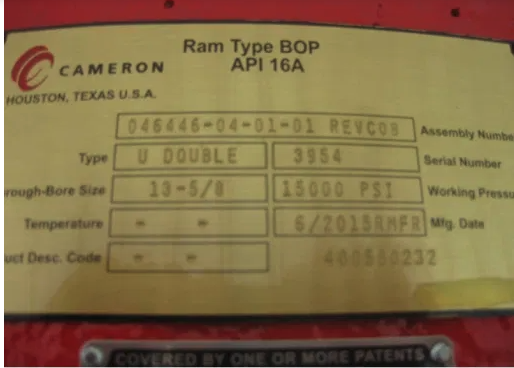 Ram Type BOP
API 16A
CAMERON
HOUSTON, TEXAS U.S.A.
046446-04-01-01 REVC08 Assembly Numbe
Type U DOUBLE 3954 Serial Number
rough-Bore Size 13-5/8 15000 PSI Working Pressu
Temperature - - 6/2015RMFR Mfg. Date
uct Desc. Code - - 400560232
COVERED BY ONE OR MORE PATENTS